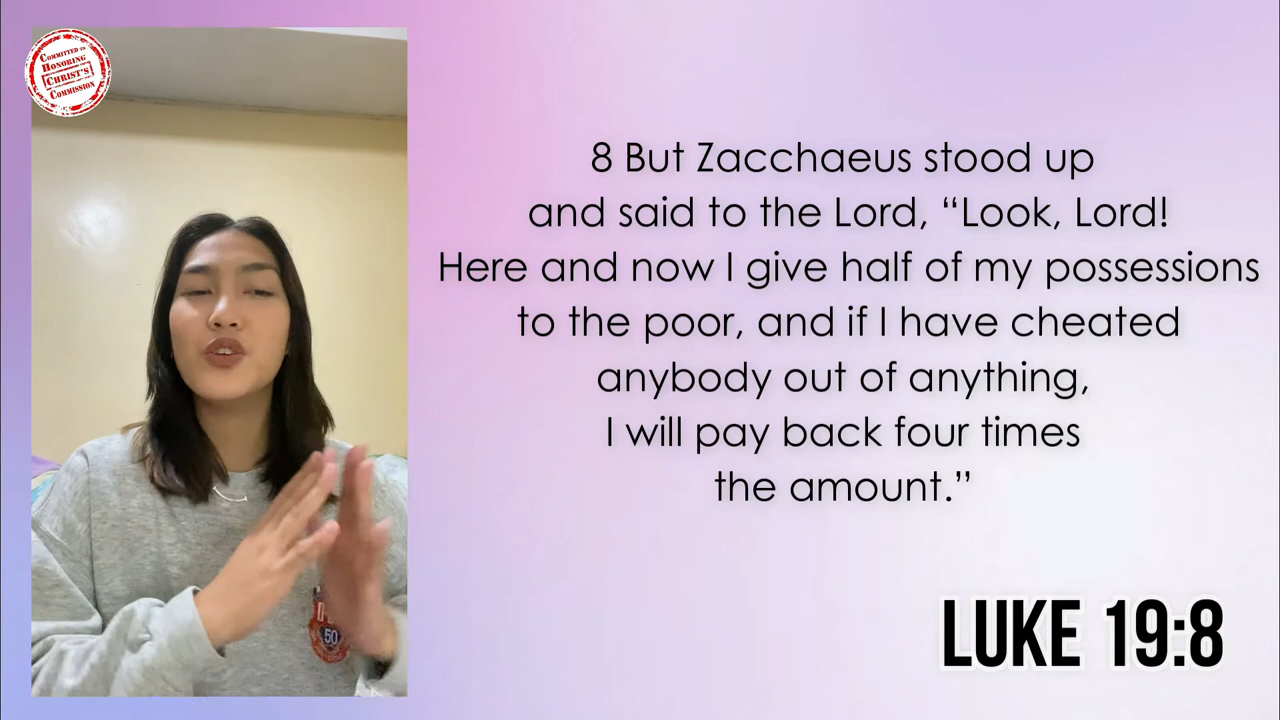 COMMITTED TO
HONORING
CHRIST'S
COMMISSION
8 But Zacchaeus stood up
and said to the Lord, “Look, Lord!
Here and now I give half of my possessions
to the poor, and if I have cheated
anybody out of anything,
I will pay back four times
the amount.”
50
LUKE 19:8